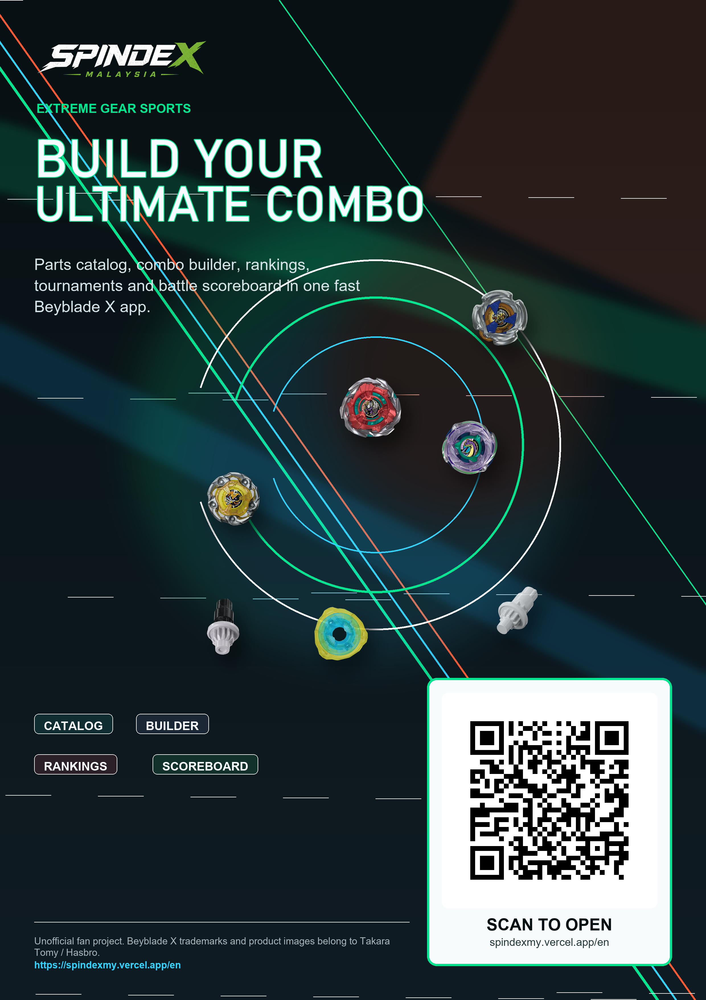 SPINDEX
MALAYSIA
EXTREME GEAR SPORTS
BUILD YOUR
ULTIMATE COMBO
Parts catalog, combo builder, rankings,
tournaments and battle scoreboard in one fast
Beyblade X app.
CATALOG
BUILDER
RANKINGS
SCOREBOARD
SCAN TO OPEN
spindexmy.vercel.app/en
Unofficial fan project. Beyblade X trademarks and product images belong to Takara
Tomy / Hasbro.
https://spindexmy.vercel.app/en